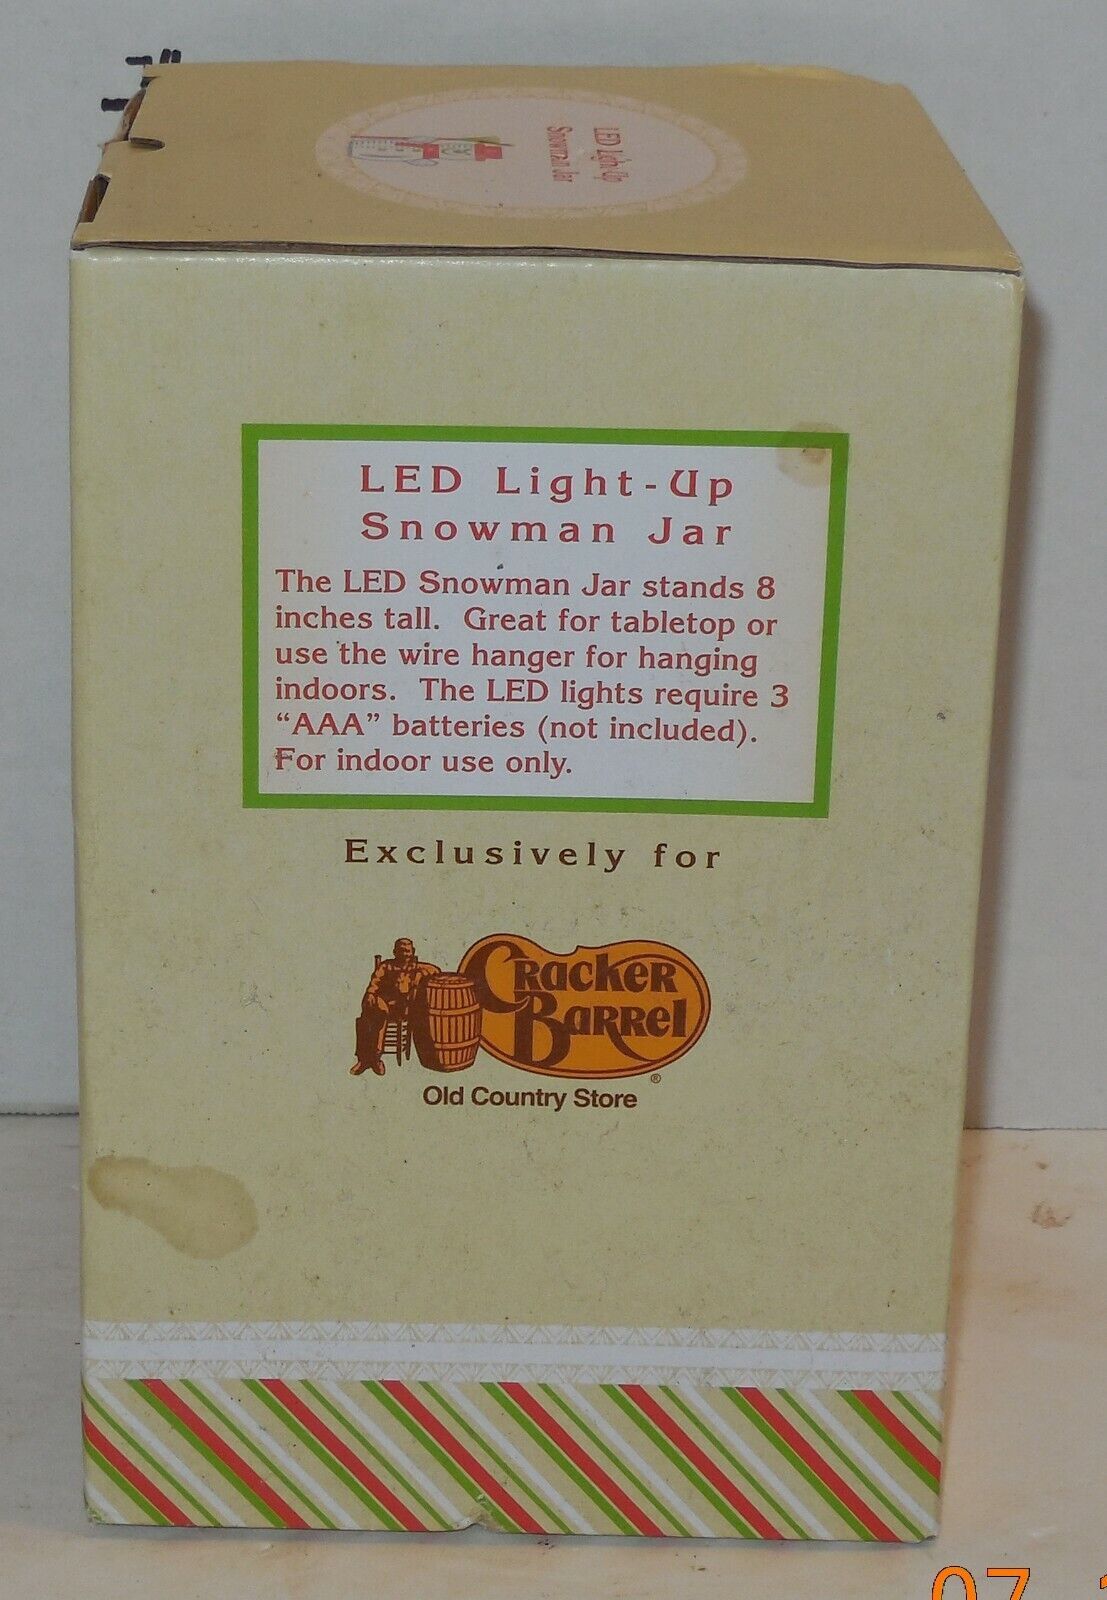 LED Light-Up
Snowman Jar
LED Light-Up
Snowman Jar
The LED Snowman Jar stands 8
inches tall.  Great for tabletop or
use the wire hanger for hanging
indoors.  The LED lights require 3
“AAA” batteries (not included).
For indoor use only.
Exclusively for
Cracker
Barrel
®
Old Country Store
07